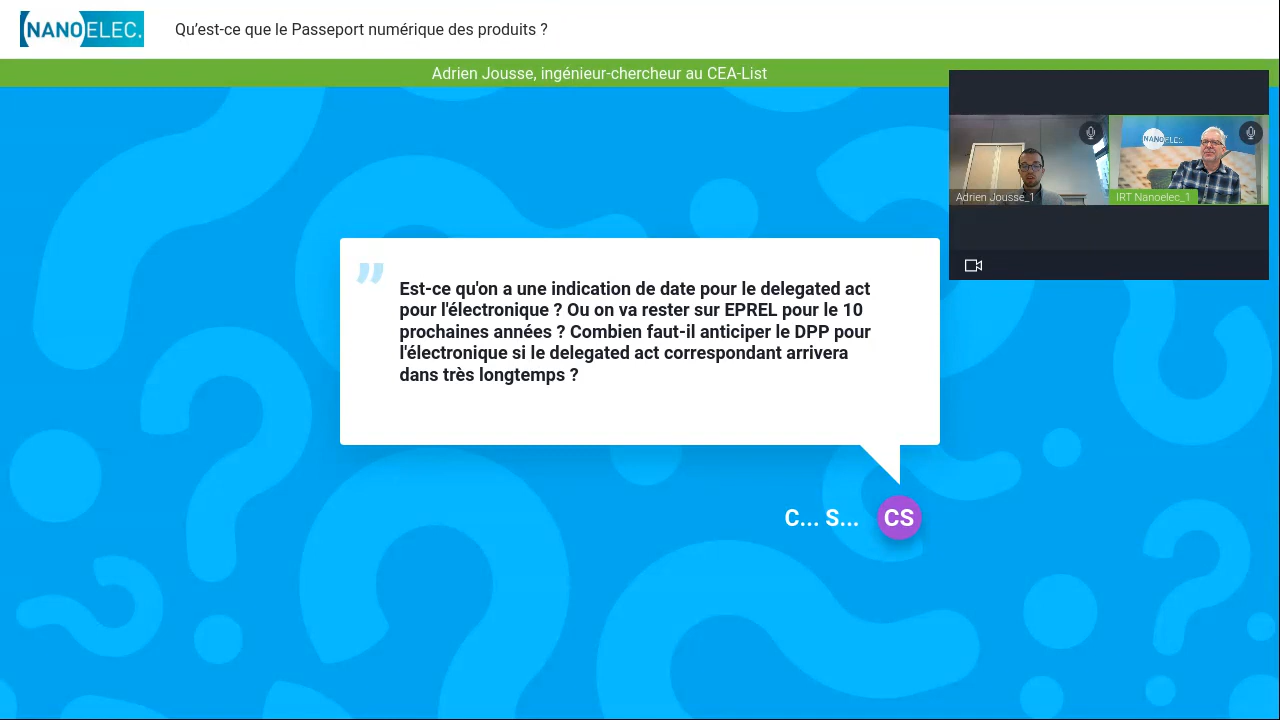 NANOELEC.
Qu’est-ce que le Passeport numérique des produits ?
Adrien Jousse, ingénieur-chercheur au CEA-List
NANOELEC.
Adrien Jousse_1
IRT Nanoelec_1
”
Est-ce qu'on a une indication de date pour le delegated act
pour l'électronique ? Ou on va rester sur EPREL pour le 10
prochaines années ? Combien faut-il anticiper le DPP pour
l'électronique si le delegated act correspondant arrivera
dans très longtemps ?
C... S...
CS